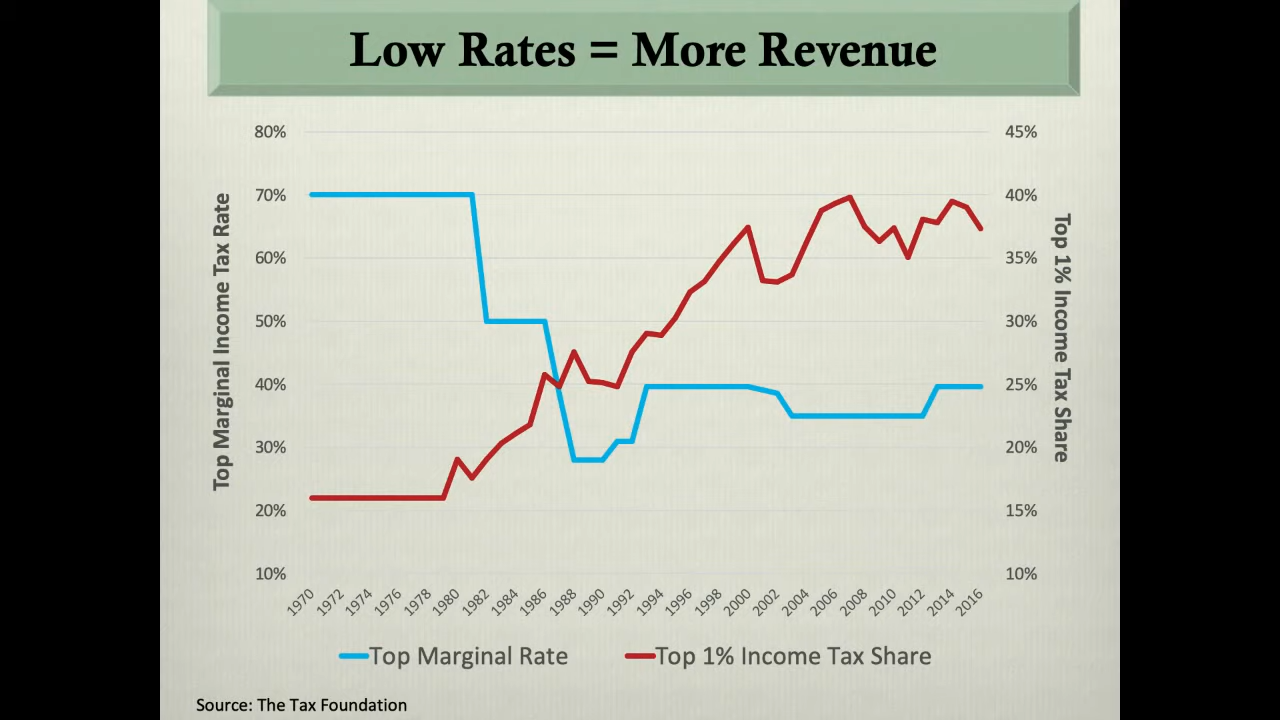 Low Rates = More Revenue
80%
70%
60%
50%
40%
30%
20%
10%
Top Marginal Income Tax Rate
45%
40%
35%
30%
25%
20%
15%
10%
Top 1% Income Tax Share
1970 1972 1974 1976 1978 1980 1982 1984 1986 1988 1990 1992 1994 1996 1998 2000 2002 2004 2006 2008 2010 2012 2014 2016
Top Marginal Rate Top 1% Income Tax Share
Source: The Tax Foundation